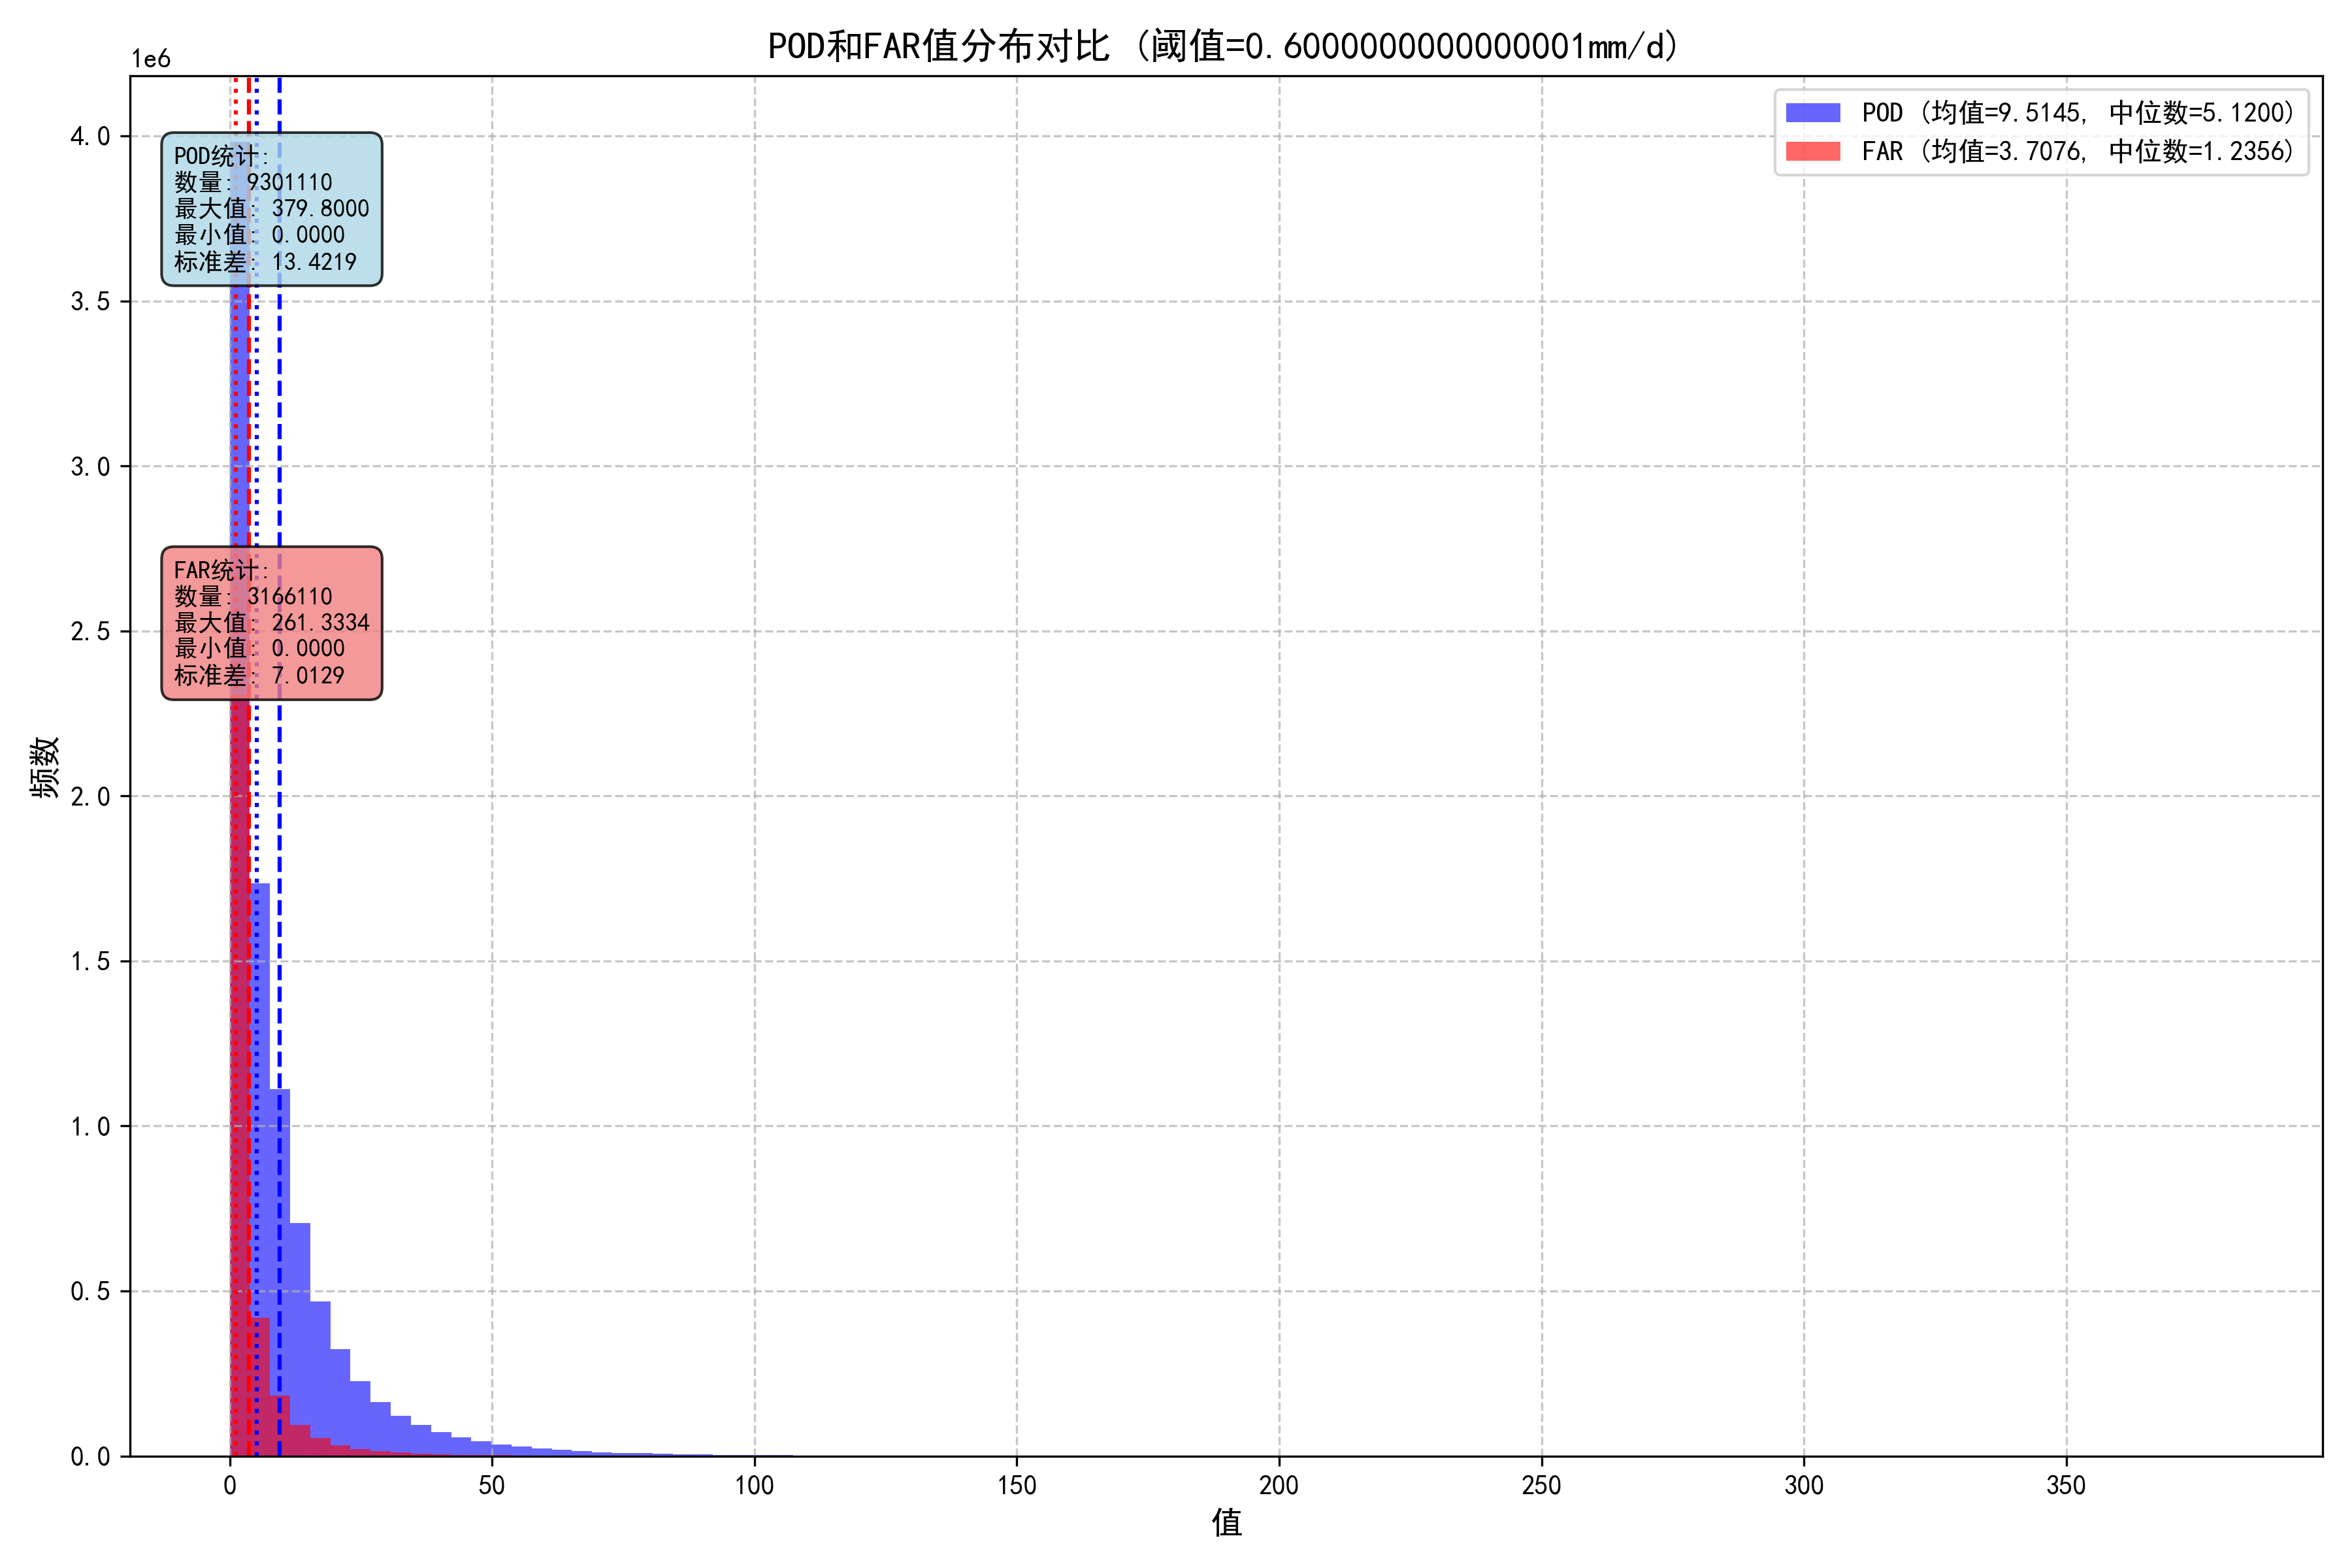 POD和FAR值分布对比 (阈值=0.6000000000000001mm/d)
1e6
POD (均值=9.5145, 中位数=5.1200)
FAR (均值=3.7076, 中位数=1.2356)
4.0
POD统计:
数量: 9301110
最大值: 379.8000
最小值: 0.0000
标准差: 13.4219
3.5
3.0
FAR统计:
数量: 3166110
最大值: 261.3334
最小值: 0.0000
标准差: 7.0129
2.5
2.0
1.5
1.0
0.5
0.0
频数
0 50 100 150 200 250 300 350
值